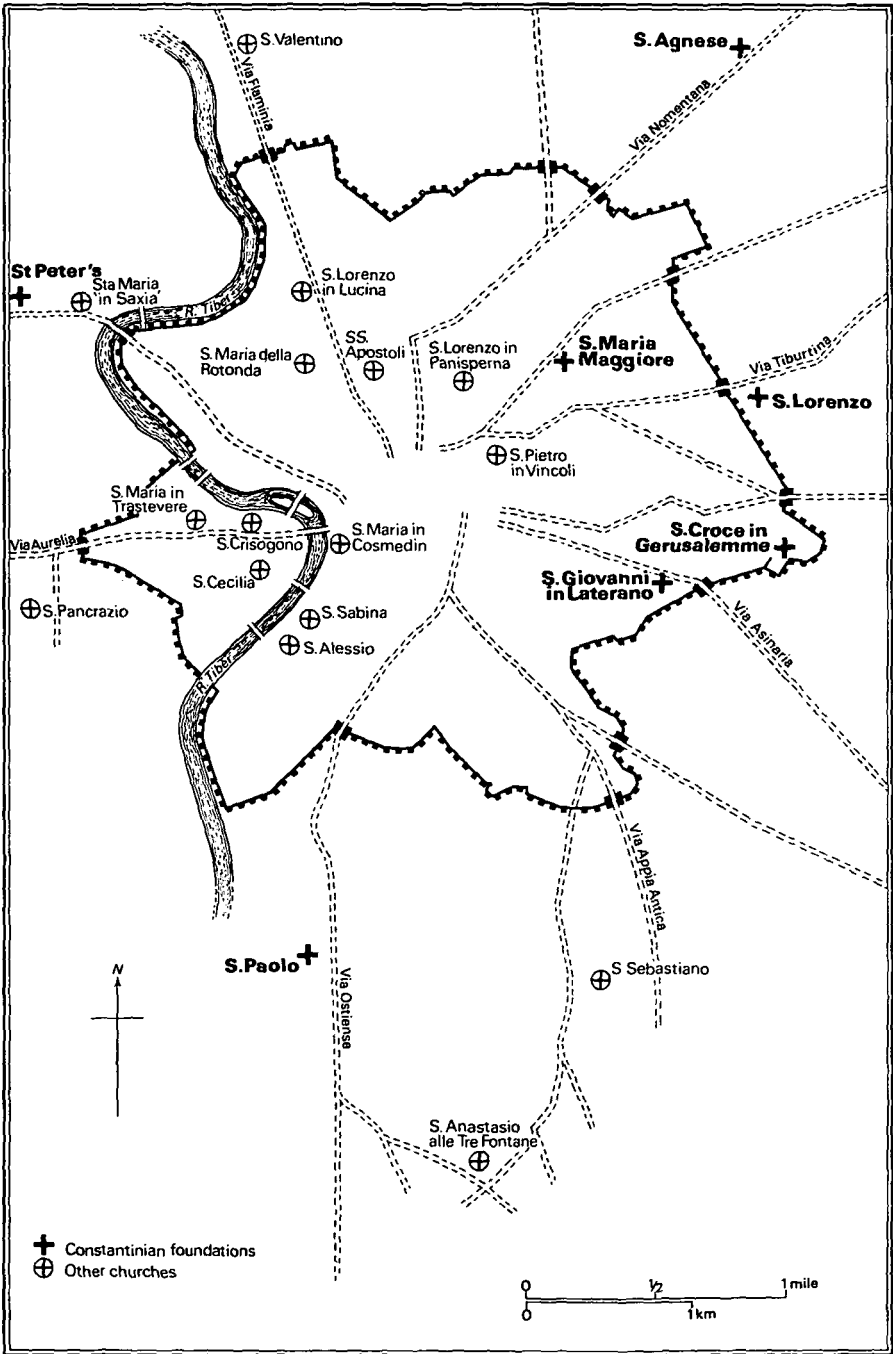 S.Valentino
S.Agnese
Via Flaminia
Via Nomentana
St Peter's
Sta Maria
in Saxia
R. Tiber
S.Lorenzo
in Lucina
SS.
Apostoli
S. Maria della
Rotonda
S.Lorenzo in
Panisperna
S.Maria
Maggiore
Via Tiburtina
S.Lorenzo
S.Pietro
in Vincoli
S.Maria in
Trastevere
Via Aurelia
S.Crisogono
S.Maria in
Cosmedin
S.Croce in
Gerusalemme
S.Cecilia
S.Giovanni
in Laterano
S.Pancrazio
S.Sabina
S.Alessio
Via Asinaria
R. Tiber
Via Appia Antica
S.Paolo
Via Ostiense
S Sebastiano
N
S. Anastasio
alle Tre Fontane
Constantinian foundations
Other churches
0 1/2 1 mile
0 1km